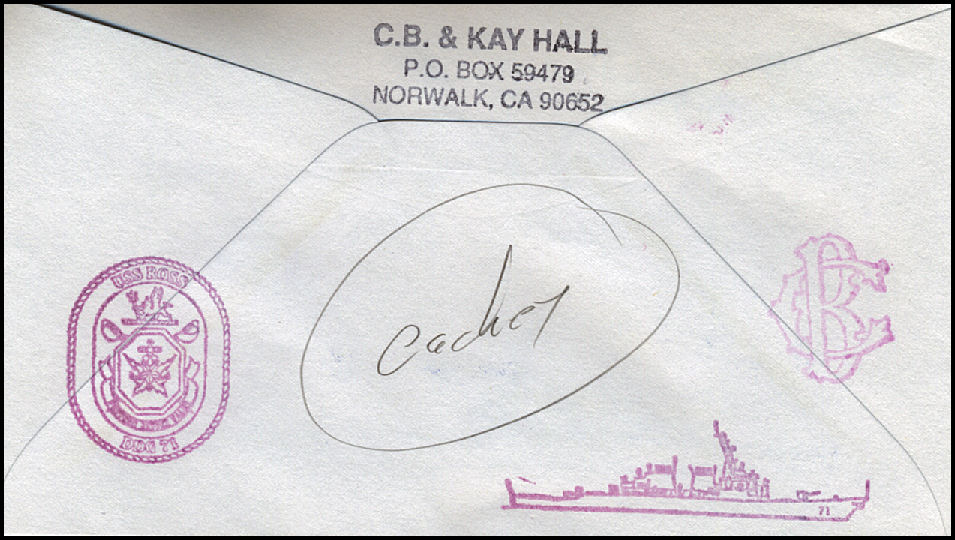 C.B. & KAY HALL
P.O. BOX 59479
NORWALK, CA 90652
cachet
USS ROSS
DDG 71
71